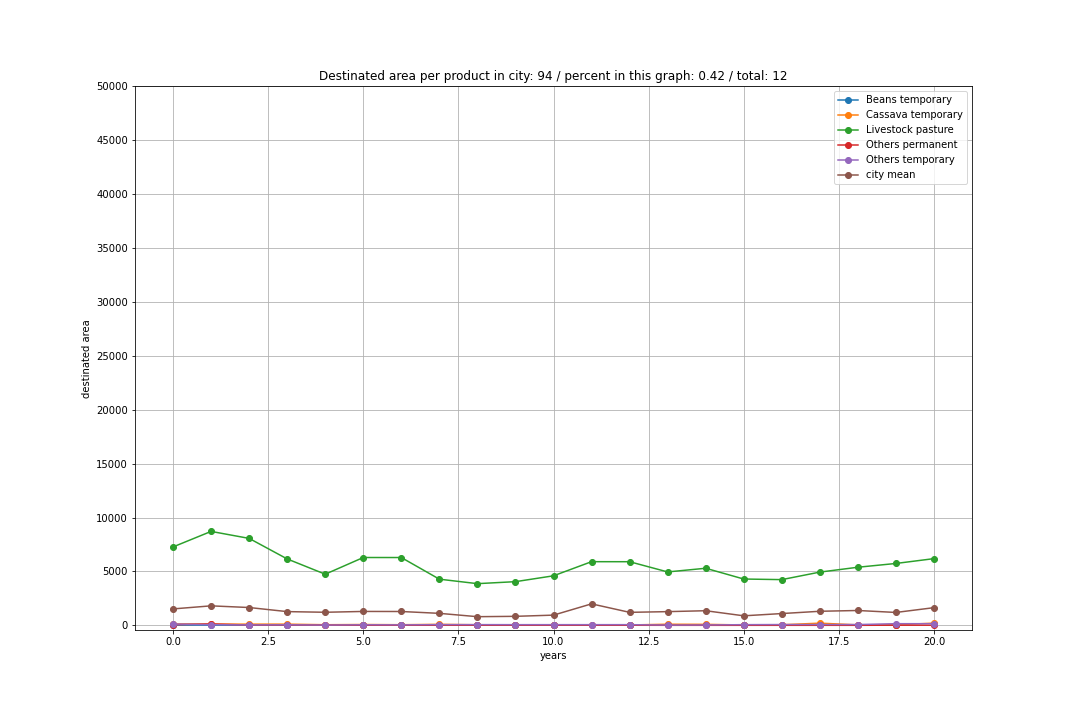 Destinated area per product in city: 94 / percent in this graph: 0.42 / total: 12
50000
45000
40000
35000
30000
25000
20000
15000
10000
5000
0
destinated area
Beans temporary
Cassava temporary
Livestock pasture
Others permanent
Others temporary
city mean
0.0 2.5 5.0 7.5 10.0 12.5 15.0 17.5 20.0
years